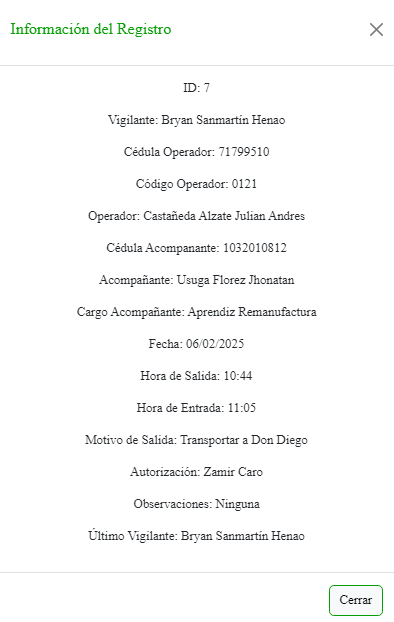 Información del Registro
ID: 7
Vigilante: Bryan Sanmartín Henao
Cédula Operador: 71799510
Código Operador: 0121
Operador: Castañeda Alzate Julian Andres
Cédula Acompanante: 1032010812
Acompañante: Usuga Florez Jhonatan
Cargo Acompañante: Aprendiz Remanufactura
Fecha: 06/02/2025
Hora de Salida: 10:44
Hora de Entrada: 11:05
Motivo de Salida: Transportar a Don Diego
Autorización: Zamir Caro
Observaciones: Ninguna
Último Vigilante: Bryan Sanmartín Henao
Cerrar